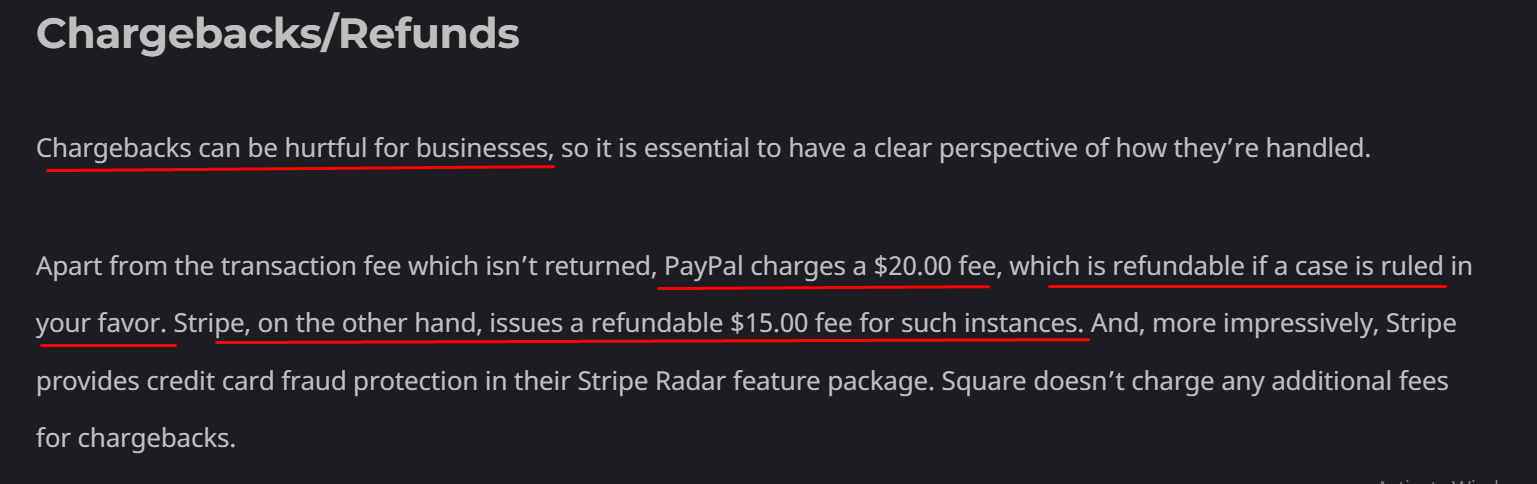 Chargebacks/Refunds
Chargebacks can be hurtful for businesses, so it is essential to have a clear perspective of how they’re handled.
Apart from the transaction fee which isn’t returned, PayPal charges a $20.00 fee, which is refundable if a case is ruled in
your favor. Stripe, on the other hand, issues a refundable $15.00 fee for such instances. And, more impressively, Stripe
provides credit card fraud protection in their Stripe Radar feature package. Square doesn’t charge any additional fees
for chargebacks.